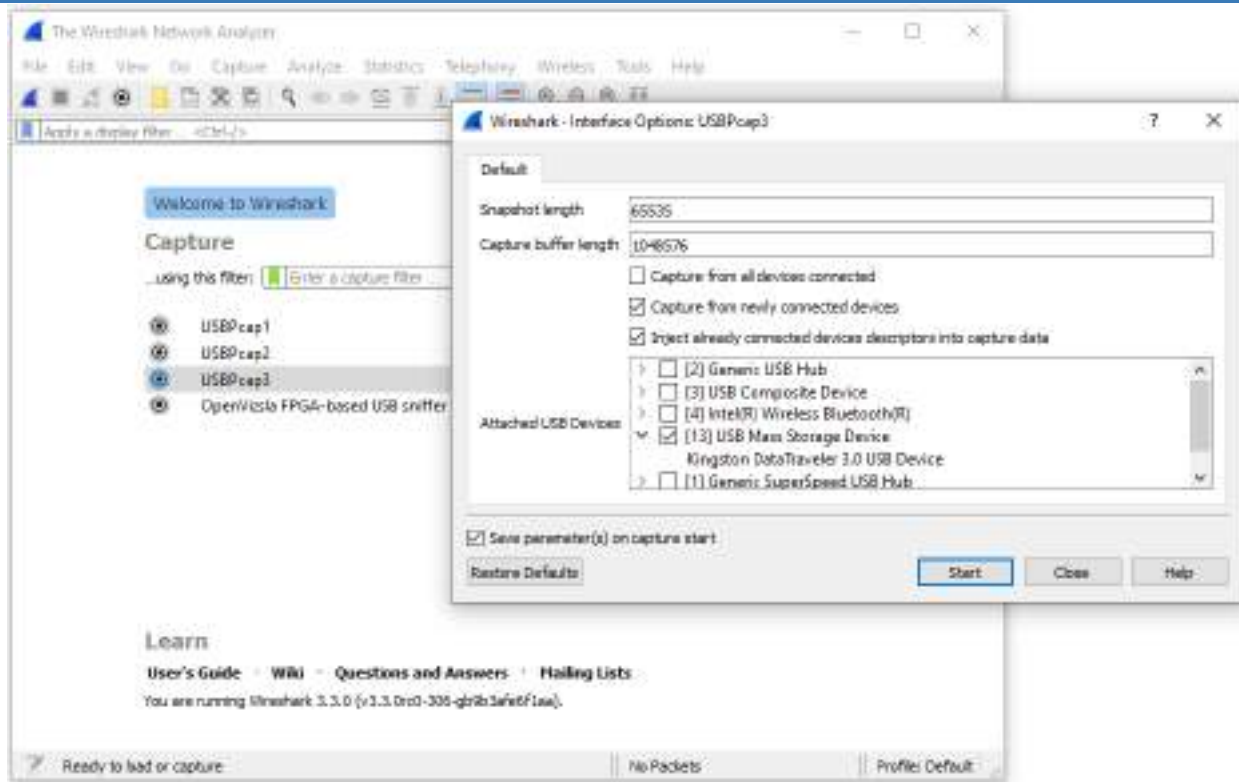 The Wireshark Network Analyzer
File Edit View Go Capture Analyze Statistics Telephony Wireless Tools Help
Apply a display filter ... <Ctrl-/>
Welcome to Wireshark
Capture
...using this filter: Enter a capture filter ...
USBPcap1
USBPcap2
USBPcap3
OpenVizsla FPGA-based USB sniffer
Learn
User's Guide · Wiki · Questions and Answers · Mailing Lists
You are running Wireshark 3.3.0
Ready to load or capture
No Packets
Profile: Default
Wireshark - Interface Options: USBPcap3
Default
Snapshot length 65535
Capture buffer length 1048576
Capture from all devices connected
Capture from newly connected devices
Inject already connected devices descriptors into capture data
Attached USB Devices
[2] Generic USB Hub
[3] USB Composite Device
[4] Intel(R) Wireless Bluetooth(R)
[13] USB Mass Storage Device
Kingston DataTraveler 3.0 USB Device
[1] Generic SuperSpeed USB Hub
Save parameter(s) on capture start
Restore Defaults
Start
Close
Help